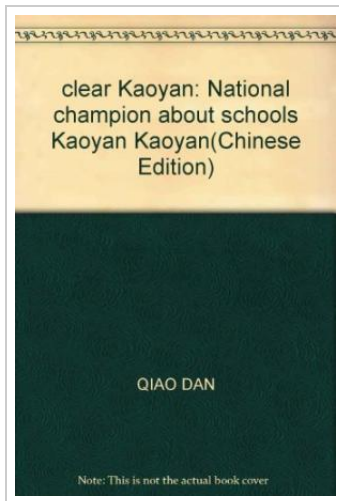 clear Kaoyan: National
champion about schools
Kaoyan Kaoyan(Chinese
Edition)
QIAO DAN
Note: This is not the actual book cover